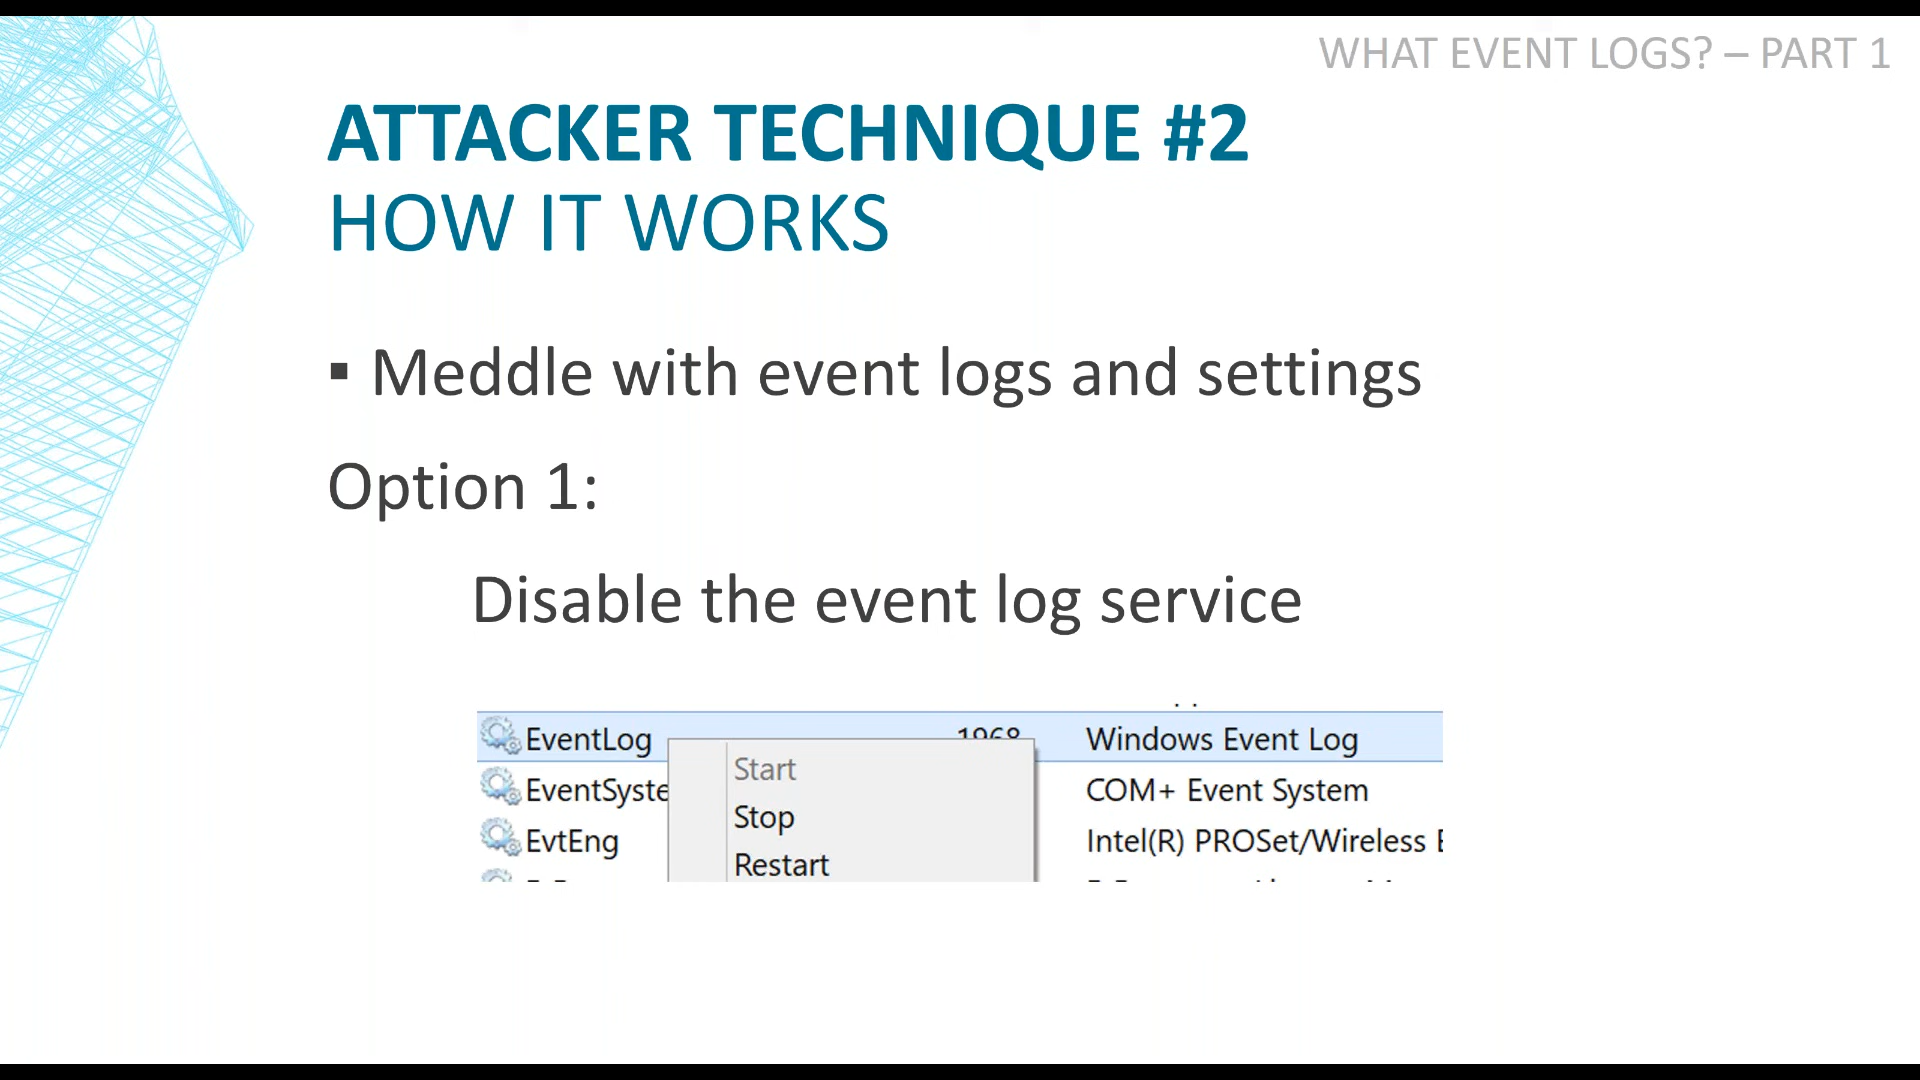 WHAT EVENT LOGS? – PART 1
ATTACKER TECHNIQUE #2
HOW IT WORKS
▪ Meddle with event logs and settings
Option 1:
Disable the event log service
EventLog 1968 Windows Event Log
Start
EventSyste COM+ Event System
Stop
EvtEng Intel(R) PROSet/Wireless
Restart